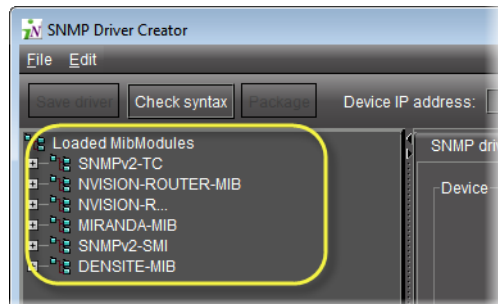 SNMP Driver Creator
File Edit
Save driver Check syntax Package Device IP address:
Loaded MibModules
SNMP dri
SNMPv2-TC
NVISION-ROUTER-MIB
Device
NVISION-R...
MIRANDA-MIB
SNMPv2-SMI
DENSITE-MIB